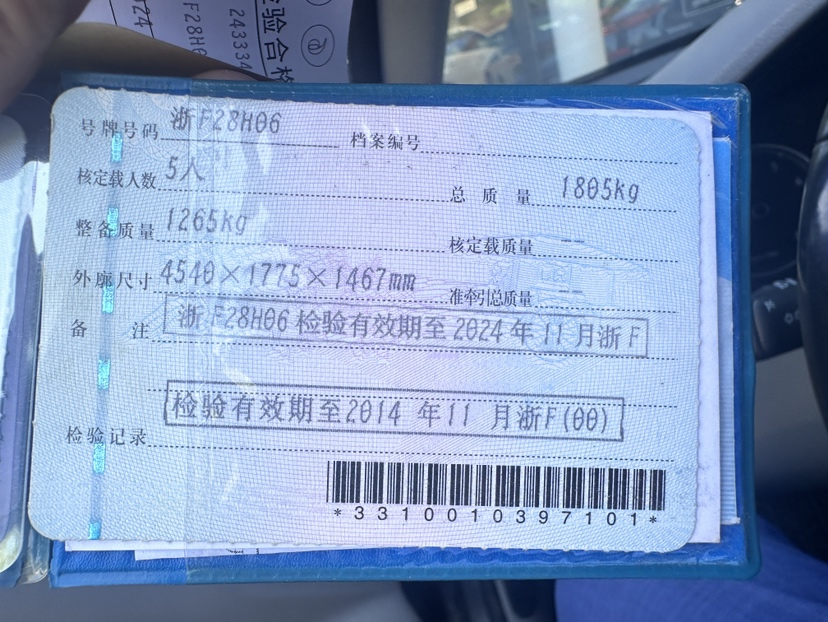 号牌号码 浙F28H06 档案编号
核定载人数 5人 总质量 1805kg
整备质量 1265kg 核定载质量 --
外廓尺寸 4540×1775×1467mm 准牵引总质量 --
备注 浙F28H06检验有效期至2024年11月浙F
检验有效期至2014年11月浙F(00)
检验记录
*3310010397101*